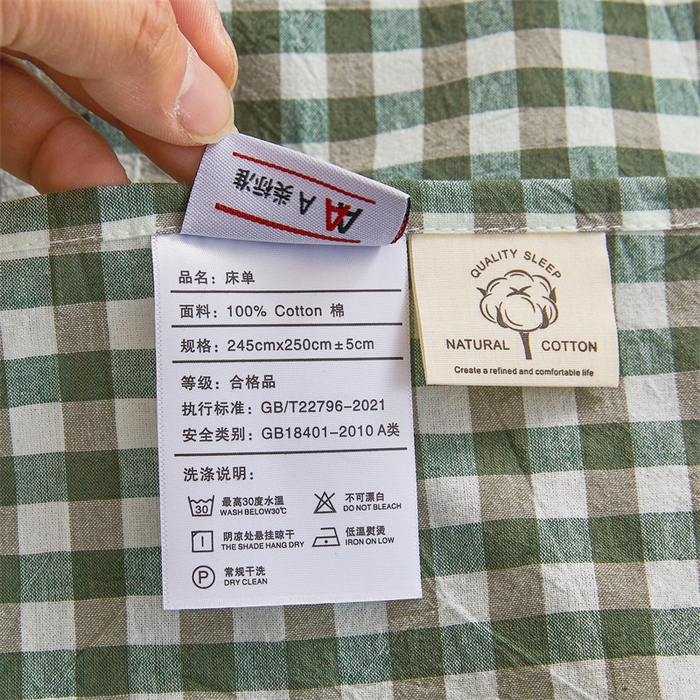 AA A 类标准
品名：床单
面料：100% Cotton 棉
规格：245cmx250cm±5cm
等级：合格品
执行标准：GB/T22796-2021
安全类别：GB18401-2010 A类
洗涤说明：
30 最高30度水温
WASH BELOW30℃
不可漂白
DO NOT BLEACH
阴凉处悬挂晾干
THE SHADE HANG DRY
低温熨烫
IRON ON LOW
P 常规干洗
DRY CLEAN
QUALITY SLEEP
NATURAL COTTON
Create a refined and comfortable life